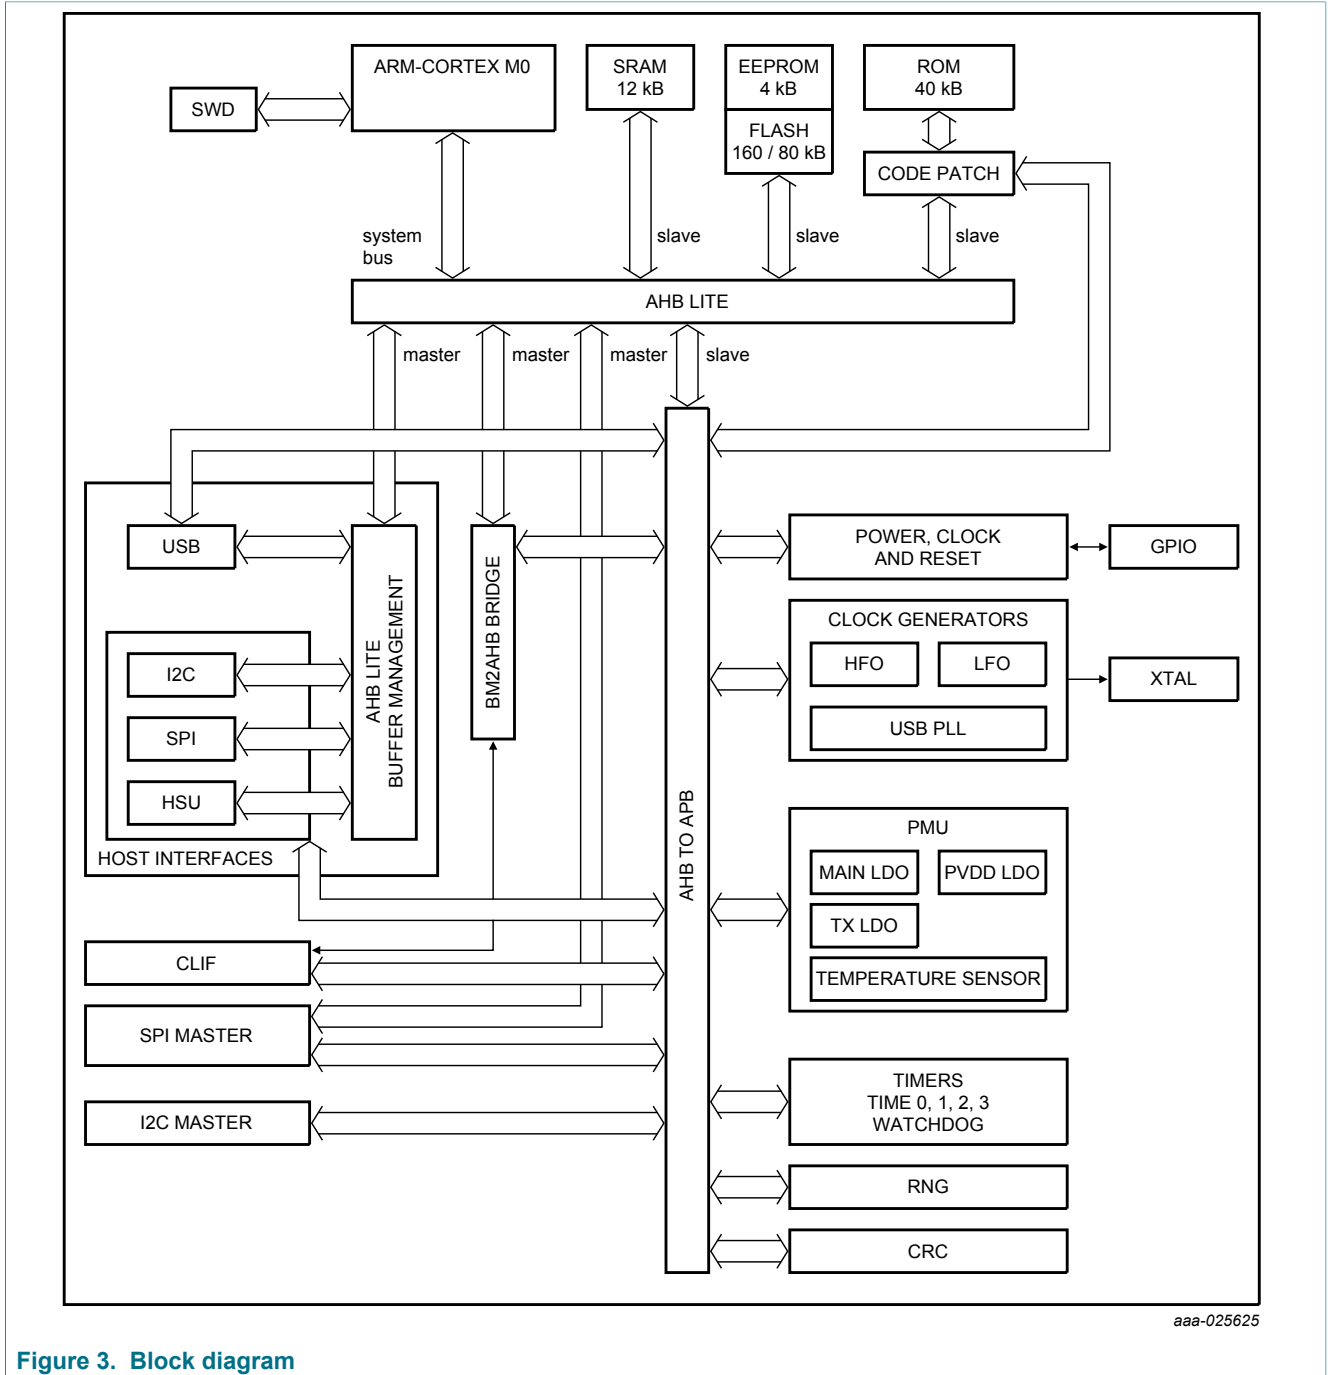 ARM-CORTEX M0
SRAM
12 kB
EEPROM
4 kB
ROM
40 kB
SWD
FLASH
160 / 80 kB
CODE PATCH
system
bus
slave
slave
slave
AHB LITE
master
master
master
slave
USB
AHB LITE
BUFFER MANAGEMENT
BM2AHB BRIDGE
POWER, CLOCK
AND RESET
GPIO
CLOCK GENERATORS
HFO
LFO
USB PLL
XTAL
I2C
SPI
HSU
HOST INTERFACES
AHB TO APB
PMU
MAIN LDO
PVDD LDO
TX LDO
TEMPERATURE SENSOR
CLIF
SPI MASTER
I2C MASTER
TIMERS
TIME 0, 1, 2, 3
WATCHDOG
RNG
CRC
aaa-025625
Figure 3. Block diagram